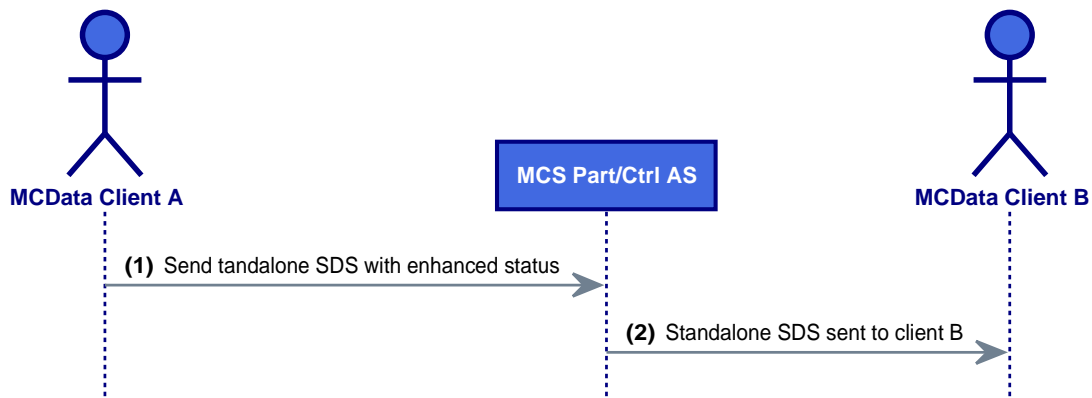 MCData Client A
MCS Part/Ctrl AS
MCData Client B
(1) Send tandalone SDS with enhanced status
(2) Standalone SDS sent to client B